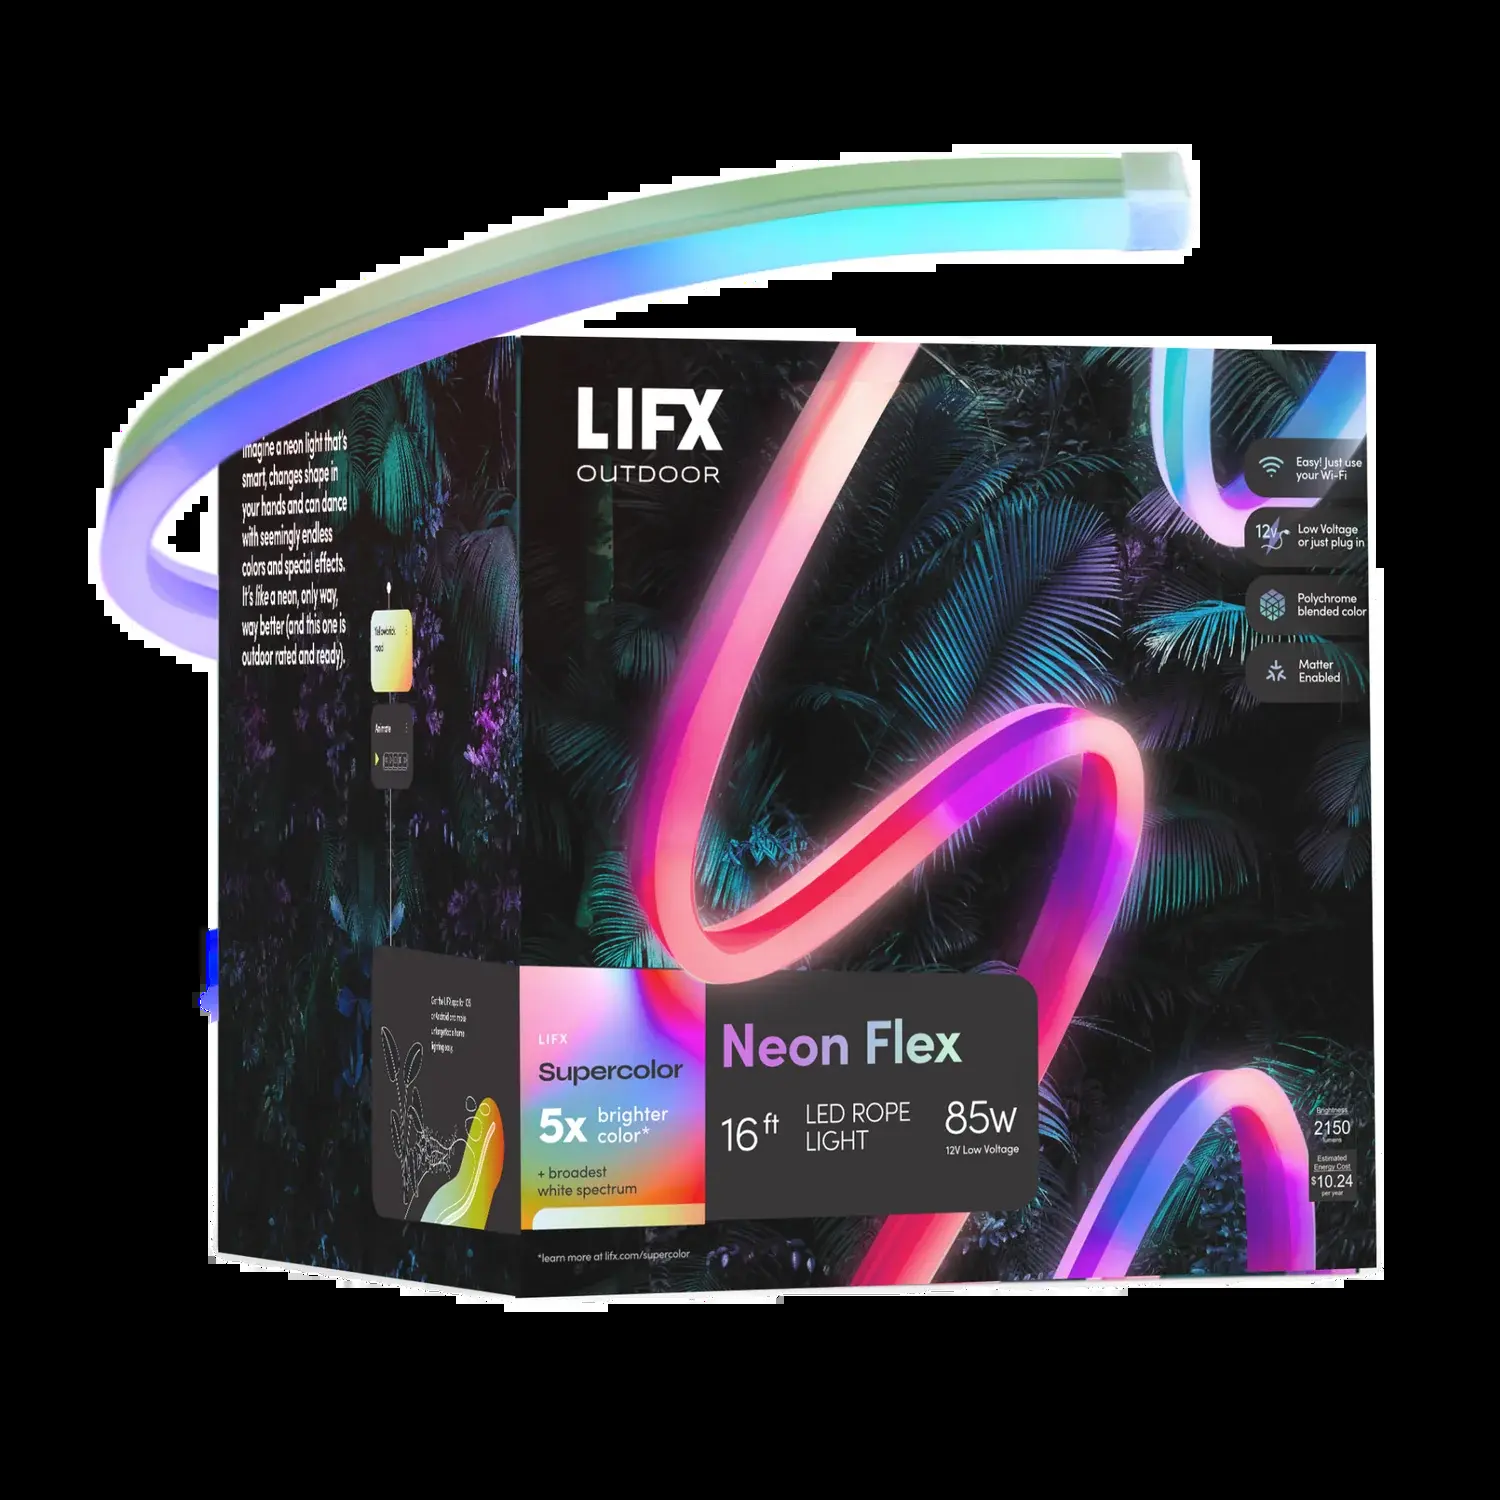 Imagine a neon light that's
smart, changes shape in
your hands and can dance
with seemingly endless
colors and special effects.
It's like a neon, only way,
way better (and this one is
outdoor rated and ready).
Yellowbrick
road
Animate
LIFX
OUTDOOR
Easy! Just use
your Wi-Fi
12v
Low Voltage
or just plug in
Polychrome
blended color
Matter
Enabled
LIFX
Supercolor
5x brighter
color*
+ broadest
white spectrum
*learn more at lifx.com/supercolor
Neon Flex
16 ft
LED ROPE
LIGHT
85w
12V Low Voltage
Brightness
2150
lumens
Estimated
Energy Cost
$10.24
per year